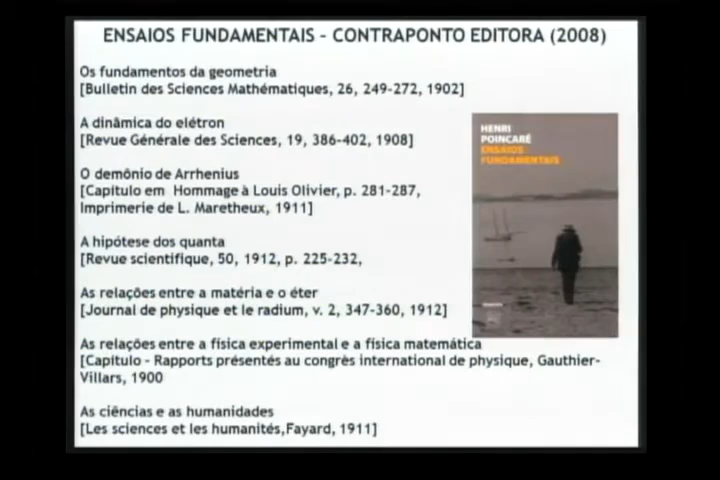 ENSAIOS FUNDAMENTAIS - CONTRAPONTO EDITORA (2008)
Os fundamentos da geometria
[Bulletin des Sciences Mathématiques, 26, 249-272, 1902]
A dinâmica do elétron
[Revue Générale des Sciences, 19, 386-402, 1908]
O demônio de Arrhenius
[Capítulo em Hommage à Louis Olivier, p. 281-287,
Imprimerie de L. Maretheux, 1911]
A hipótese dos quanta
[Revue scientifique, 50, 1912, p. 225-232,
As relações entre a matéria e o éter
[Journal de physique et le radium, v. 2, 347-360, 1912]
As relações entre a física experimental e a física matemática
[Capítulo - Rapports présentés au congrès international de physique, Gauthier-
Villars, 1900
As ciências e as humanidades
[Les sciences et les humanités,Fayard, 1911]
HENRI
POINCARÉ
ENSAIOS
FUNDAMENTAIS